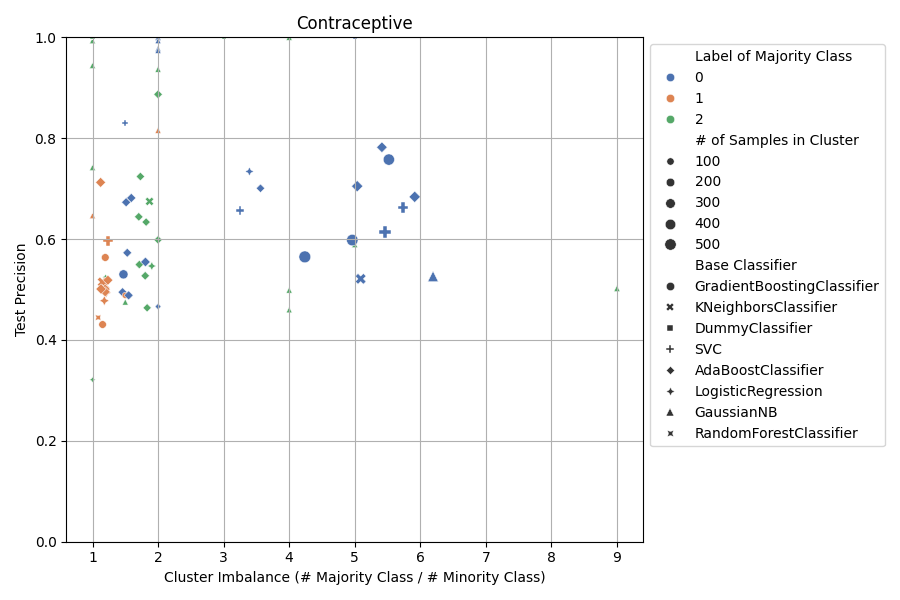 Contraceptive
Test Precision
1.0
0.8
0.6
0.4
0.2
0.0
1 2 3 4 5 6 7 8 9
Cluster Imbalance (# Majority Class / # Minority Class)
Label of Majority Class
0
1
2
# of Samples in Cluster
100
200
300
400
500
Base Classifier
GradientBoostingClassifier
KNeighborsClassifier
DummyClassifier
SVC
AdaBoostClassifier
LogisticRegression
GaussianNB
RandomForestClassifier